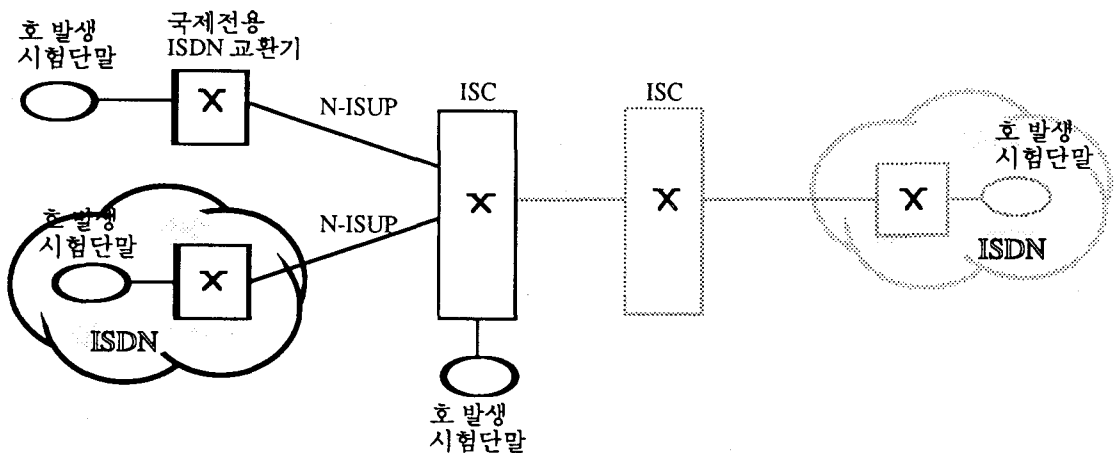 호 발생
시험단말
국제전용
ISDN 교환기
X
N-ISUP
ISC
X
ISC
X
호 발생
시험단말
X
ISDN
호 발생
시험단말
X
N-ISUP
ISDN
호 발생
시험단말